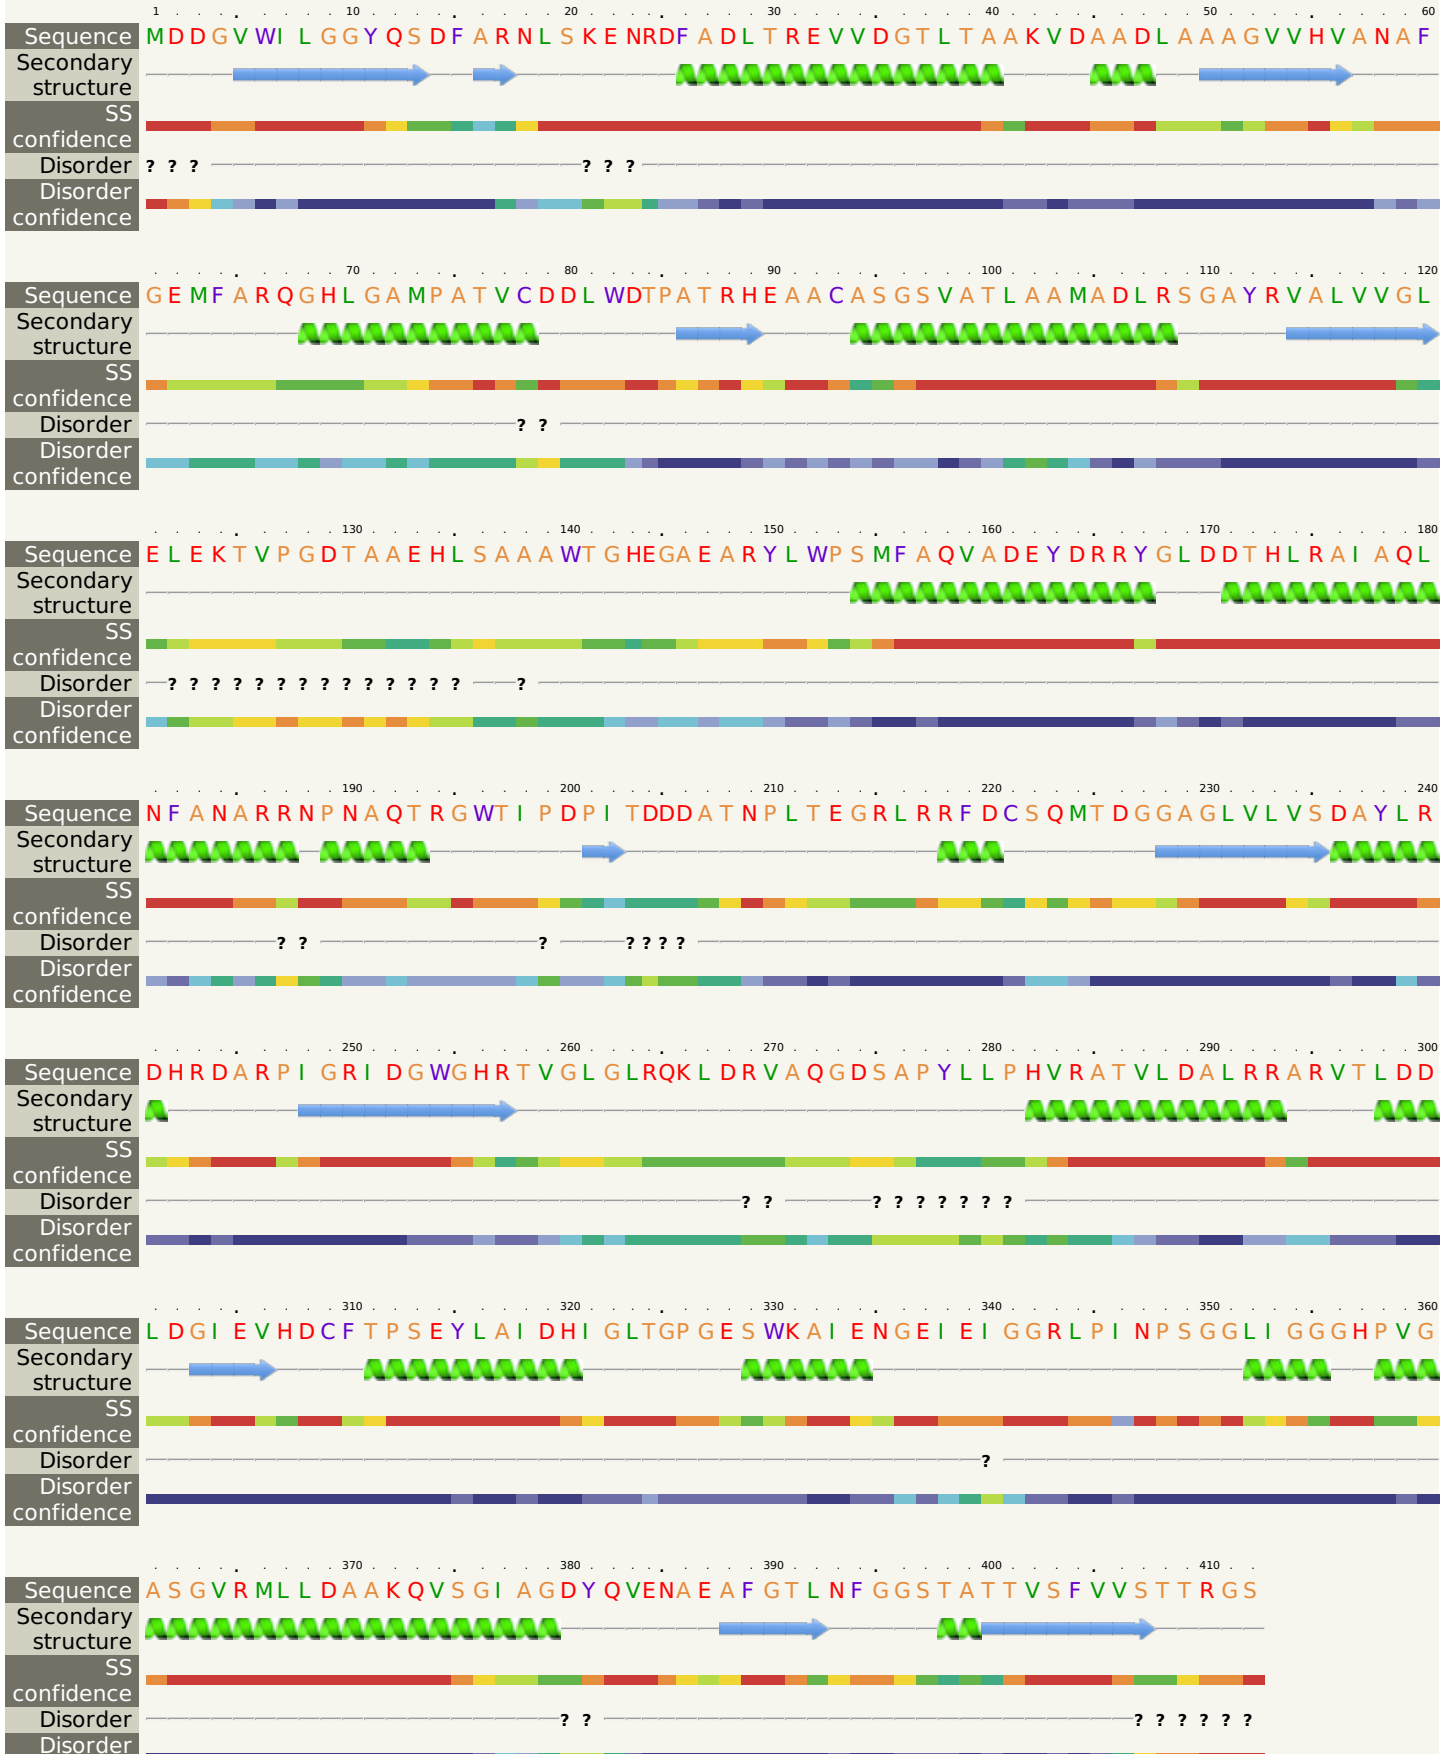 1 10 20 30 40 50 60
Sequence MDDGVWILGGYQSDFARNLSKENRDFADLTREVVDGTLTAAKVDAADLAAAGVVHVANAF
Secondary
structure
SS
confidence
Disorder ? ? ? ? ? ?
Disorder
confidence
70 80 90 100 110 120
Sequence GEMFARQGHLGAMPATVCDDLWDTPATRHEAACASGSVATLAAMADLRSGAYRVALVVGL
Secondary
structure
SS
confidence
Disorder ? ?
Disorder
confidence
130 140 150 160 170 180
Sequence ELEKTVPGDTAAEHLSAAAWTGHEGAEARYLWPSMFAQVADEYDRRYGLDDTHLRAIAQL
Secondary
structure
SS
confidence
Disorder ? ? ? ? ? ? ? ? ? ? ? ? ? ? ?
Disorder
confidence
190 200 210 220 230 240
Sequence NFANARRNPNAQTRGWTIPDPITDDDATNPLTEGRLRRFDCSQMTDGGAGLVLVSDAYLR
Secondary
structure
SS
confidence
Disorder ? ? ? ? ? ? ?
Disorder
confidence
250 260 270 280 290 300
Sequence DHRDARPIGRIDGWGHRTVGLGLRQKLDRVAQGDSAPYLLPHVRATVLDALRRARVTLDD
Secondary
structure
SS
confidence
Disorder ? ? ? ? ? ? ? ? ?
Disorder
confidence
310 320 330 340 350 360
Sequence LDGIEVHDCFTPSEYLAIDHIGLTGPGESWKAIENGEIEIGGRLPINPSGGLIGGGHPVG
Secondary
structure
SS
confidence
Disorder ?
Disorder
confidence
370 380 390 400 410
Sequence ASGVRMLLDAAKQVSGIAGDYQVENAEAFGTLNFGGSTATTVSFVVSTTRGS
Secondary
structure
SS
confidence
Disorder ? ? ? ? ? ? ? ?
Disorder